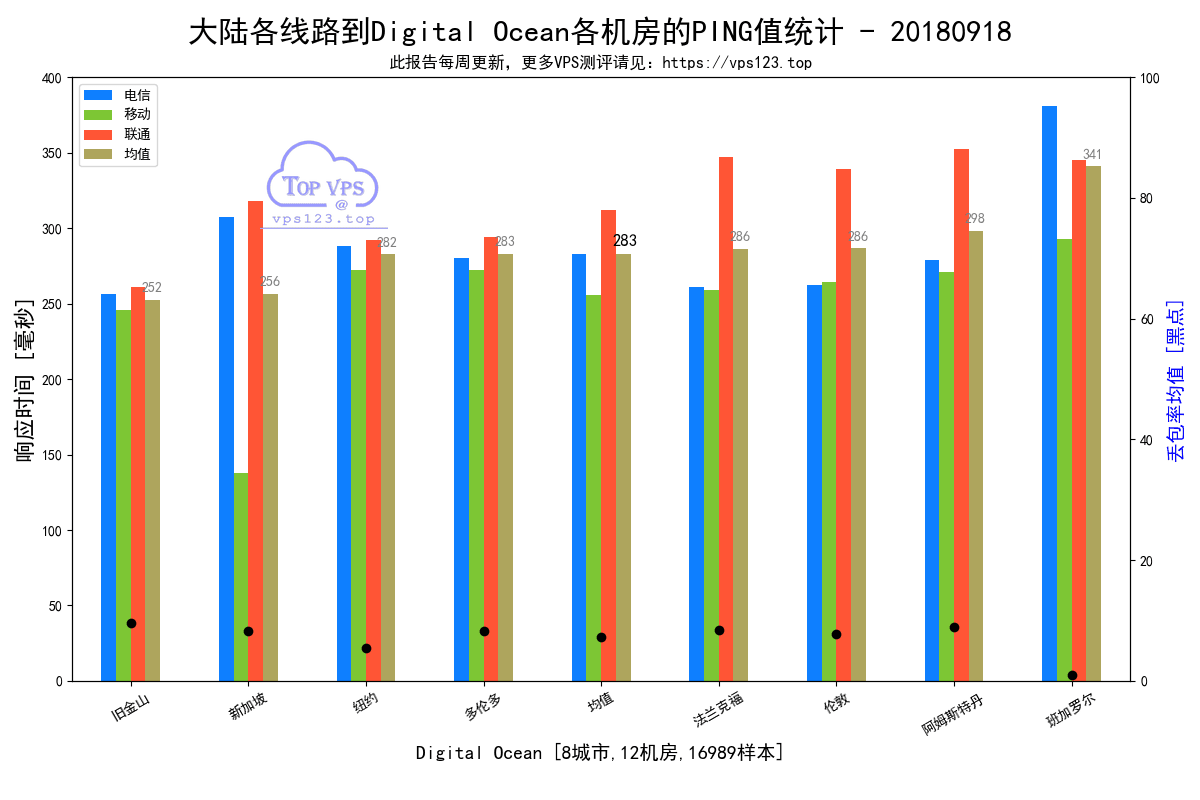 大陆各线路到Digital Ocean各机房的PING值统计 - 20180918
此报告每周更新，更多VPS测评请见：https://vps123.top
电信
移动
联通
均值
TOP VPS
@
vps123.top
响应时间 [毫秒]
400
350
300
250
200
150
100
50
0
252
256
282
283
283
286
286
298
341
100
80
60
40
20
0
丢包率均值 [黑点]
旧金山
新加坡
纽约
多伦多
均值
法兰克福
伦敦
阿姆斯特丹
班加罗尔
Digital Ocean [8城市,12机房,16989样本]